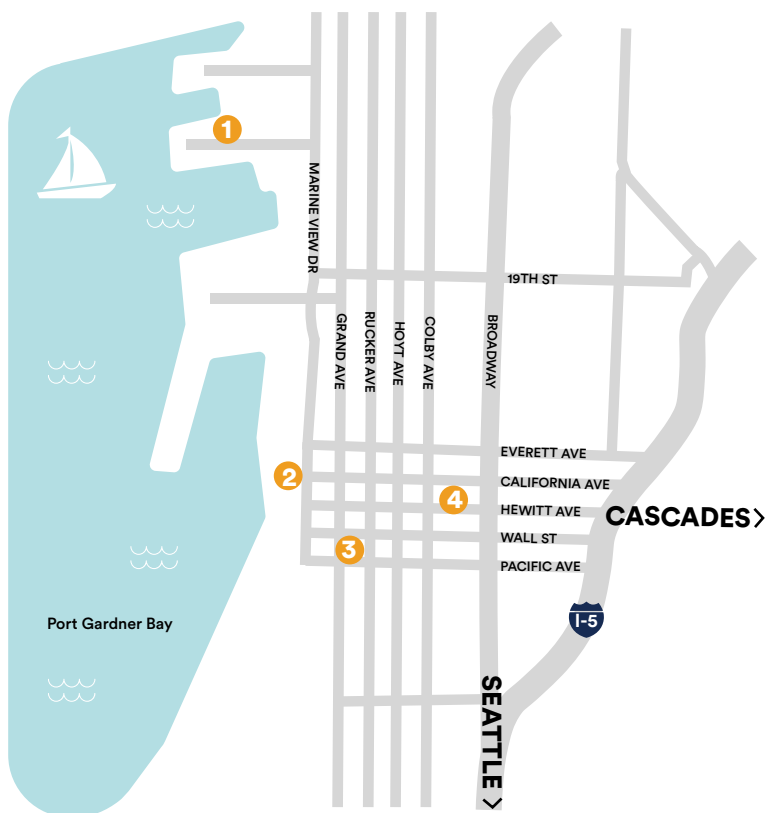 1
MARINE VIEW DR
19TH ST
GRAND AVE
RUCKER AVE
HOYT AVE
COLBY AVE
BROADWAY
EVERETT AVE
2
CALIFORNIA AVE
4
HEWITT AVE
CASCADES>
WALL ST
3
PACIFIC AVE
I-5
Port Gardner Bay
SEATTLE >